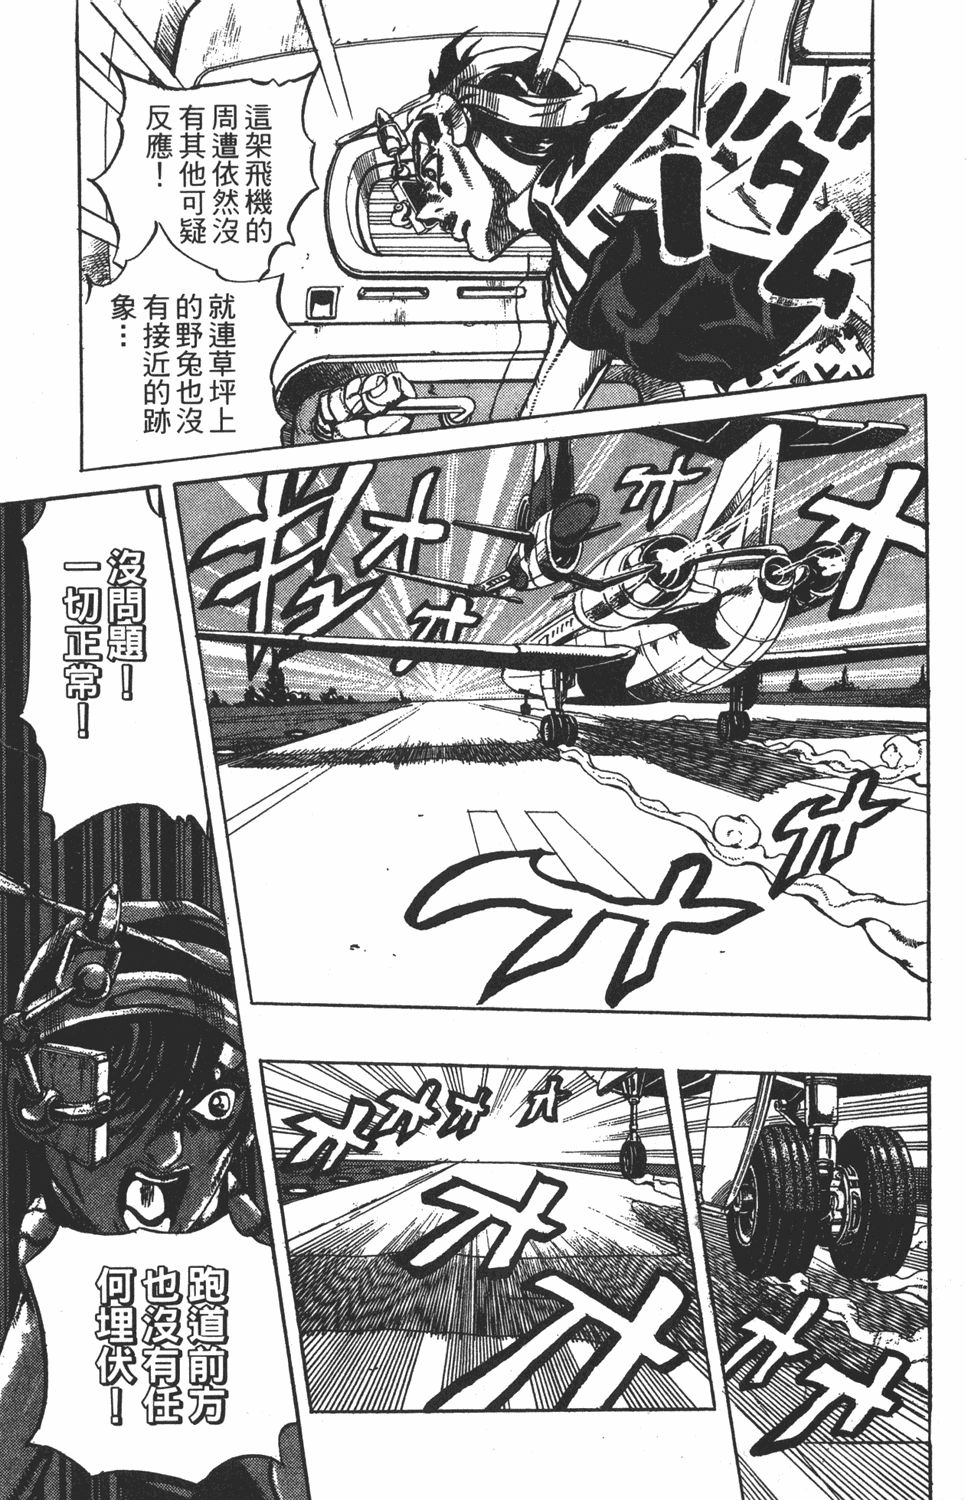 バダム
這架飛機的
周遭依然沒
有其他可疑
反應！
就連草坪上
的野兔也沒
有接近的跡
象…
オ
オ
オ
オ
ギュ
オ
オオ
沒問題！
一切正常！
オ
オ
オ
オ
オ
オ
オ
オ
跑道前方
也沒有任
何埋伏！